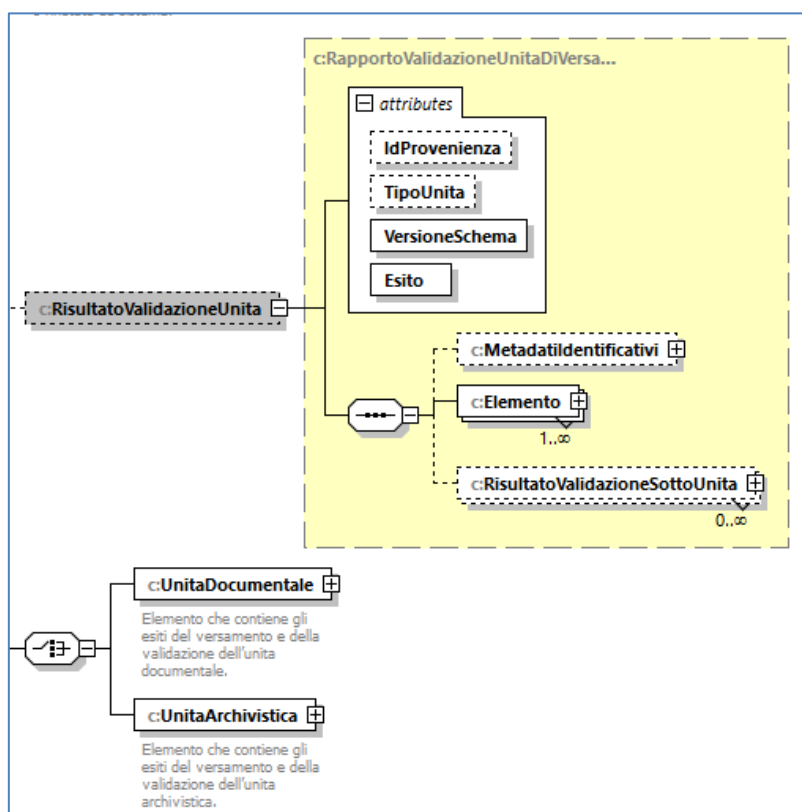 c:RapportoValidazioneUnitaDiVersa...
attributes
IdProvenienza
TipoUnita
VersioneSchema
Esito
c:RisultatoValidazioneUnita
c:MetadatiIdentificativi
c:Elemento
1..∞
c:RisultatoValidazioneSottoUnita
0..∞
c:UnitaDocumentale
Elemento che contiene gli
esiti del versamento e della
validazione dell'unita
documentale.
c:UnitaArchivistica
Elemento che contiene gli
esiti del versamento e della
validazione dell'unita
archivistica.